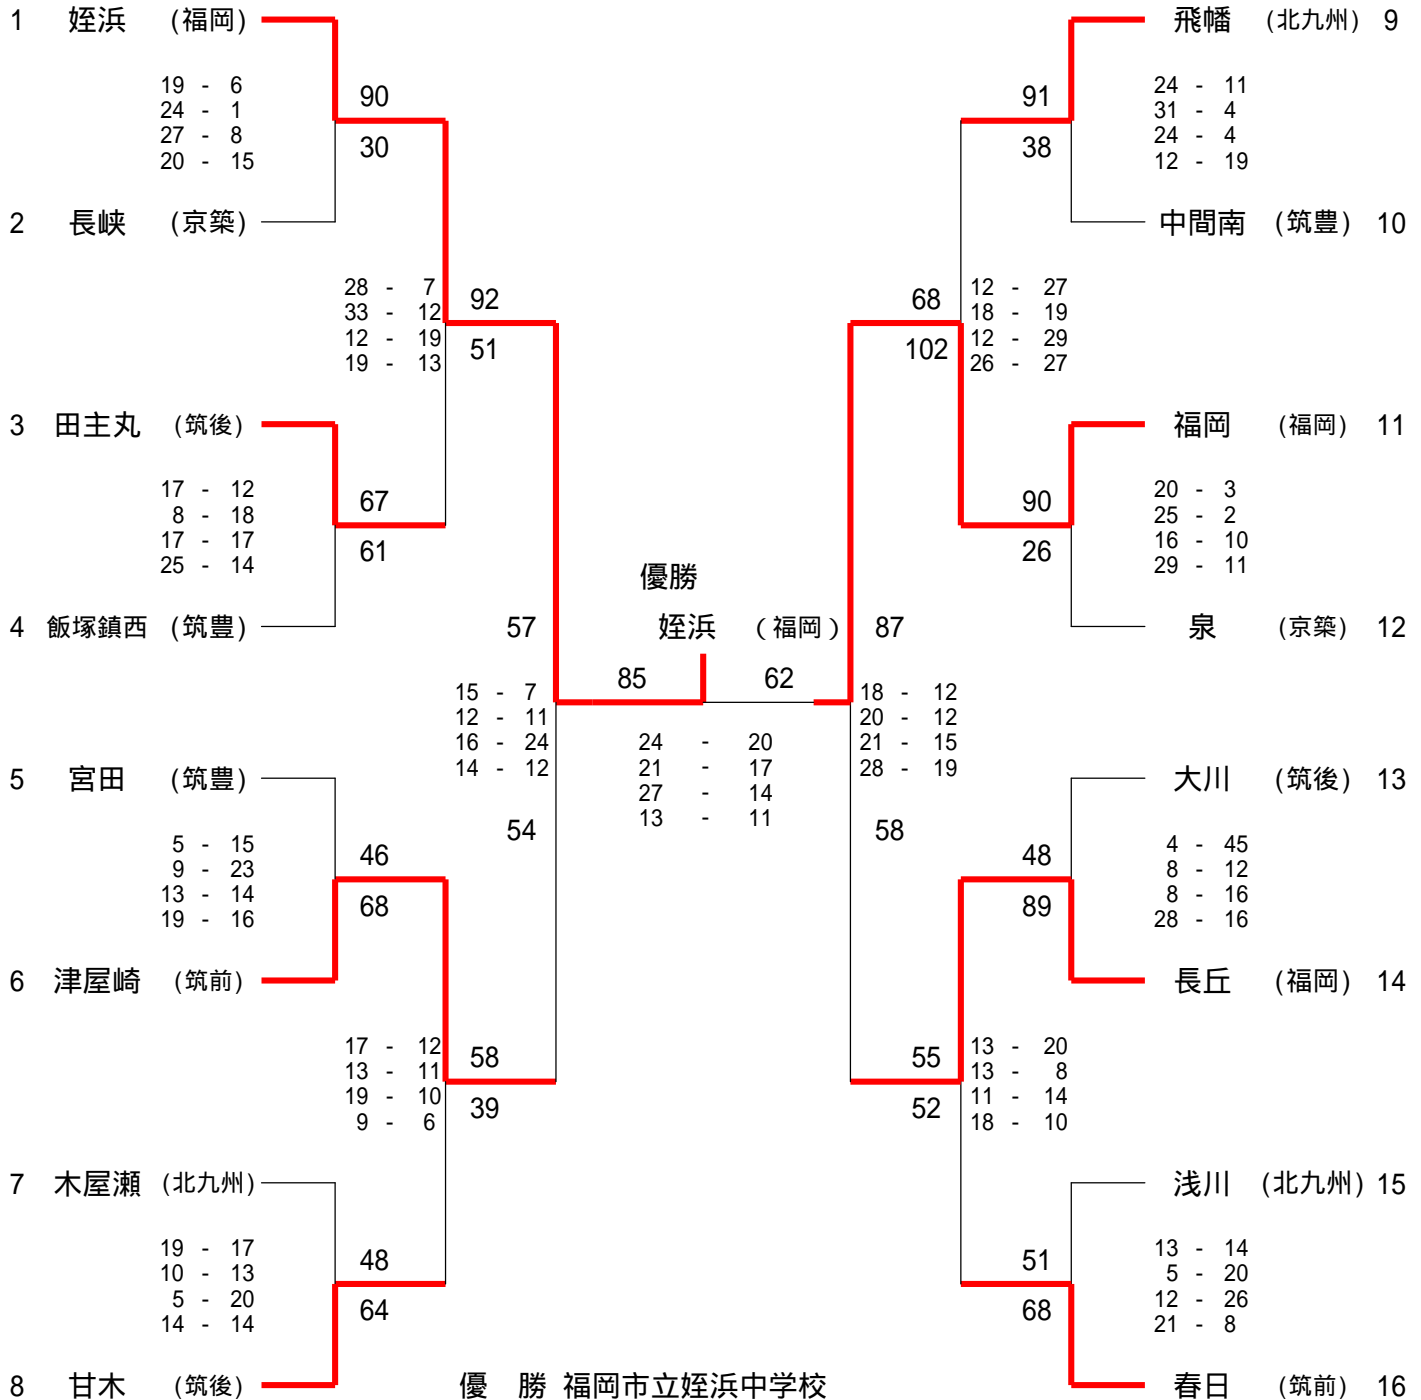 1 姪浜 (福岡)
19 - 6
24 - 1
27 - 8
20 - 15
90
30
2 長峡 (京築)
28 - 7
33 - 12
12 - 19
19 - 13
92
51
3 田主丸 (筑後)
17 - 12
8 - 18
17 - 17
25 - 14
67
61
4 飯塚鎮西 (筑豊)
57
15 - 7
12 - 11
16 - 24
14 - 12
54
5 宮田 (筑豊)
5 - 15
9 - 23
13 - 14
19 - 16
46
68
6 津屋崎 (筑前)
17 - 12
13 - 11
19 - 10
9 - 6
58
39
7 木屋瀬 (北九州)
19 - 17
10 - 13
5 - 20
14 - 14
48
64
8 甘木 (筑後)
優勝
姪浜 (福岡)
85 62
24 - 20
21 - 17
27 - 14
13 - 11
飛幡 (北九州) 9
91
38
24 - 11
31 - 4
24 - 4
12 - 19
中間南 (筑豊) 10
68
102
12 - 27
18 - 19
12 - 29
26 - 27
福岡 (福岡) 11
90
26
20 - 3
25 - 2
16 - 10
29 - 11
泉 (京築) 12
87
18 - 12
20 - 12
21 - 15
28 - 19
58
大川 (筑後) 13
48
89
4 - 45
8 - 12
8 - 16
28 - 16
長丘 (福岡) 14
55
52
13 - 20
13 - 8
11 - 14
18 - 10
浅川 (北九州) 15
51
68
13 - 14
5 - 20
12 - 26
21 - 8
春日 (筑前) 16
優 勝 福岡市立姪浜中学校